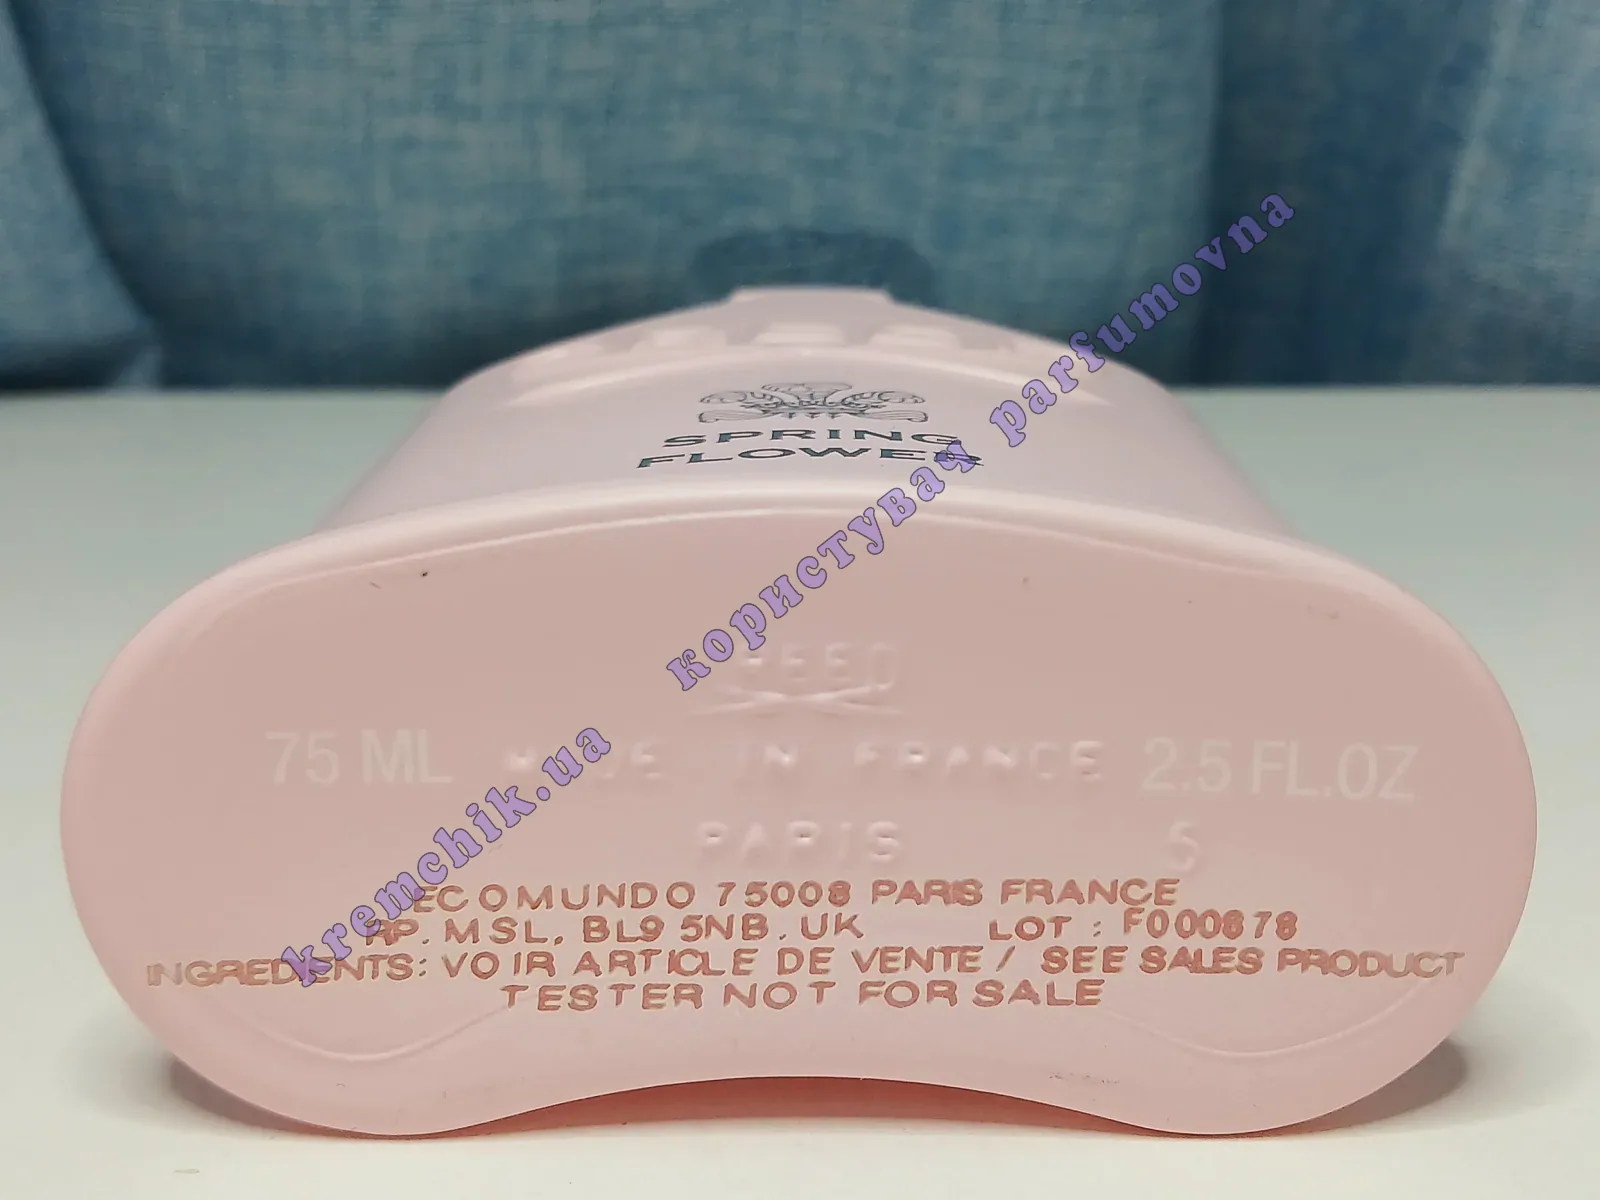 SPRING
FLOWER
CREED
75 ML MADE IN FRANCE 2.5 FL.OZ
PARIS 5
ECOMUNDO 75008 PARIS FRANCE
RP. MSL, BL9 5NB, UK LOT : F000878
INGREDIENTS: VOIR ARTICLE DE VENTE / SEE SALES PRODUCT
TESTER NOT FOR SALE
kremchik.ua користувач parfumovna